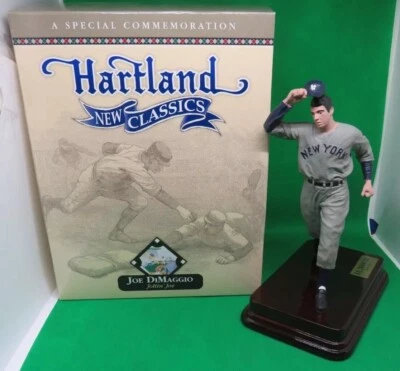 A SPECIAL COMMEMORATION
Hartland
NEW CLASSICS
JOE DIMAGGIO
Joltin' Joe
NEW YORK